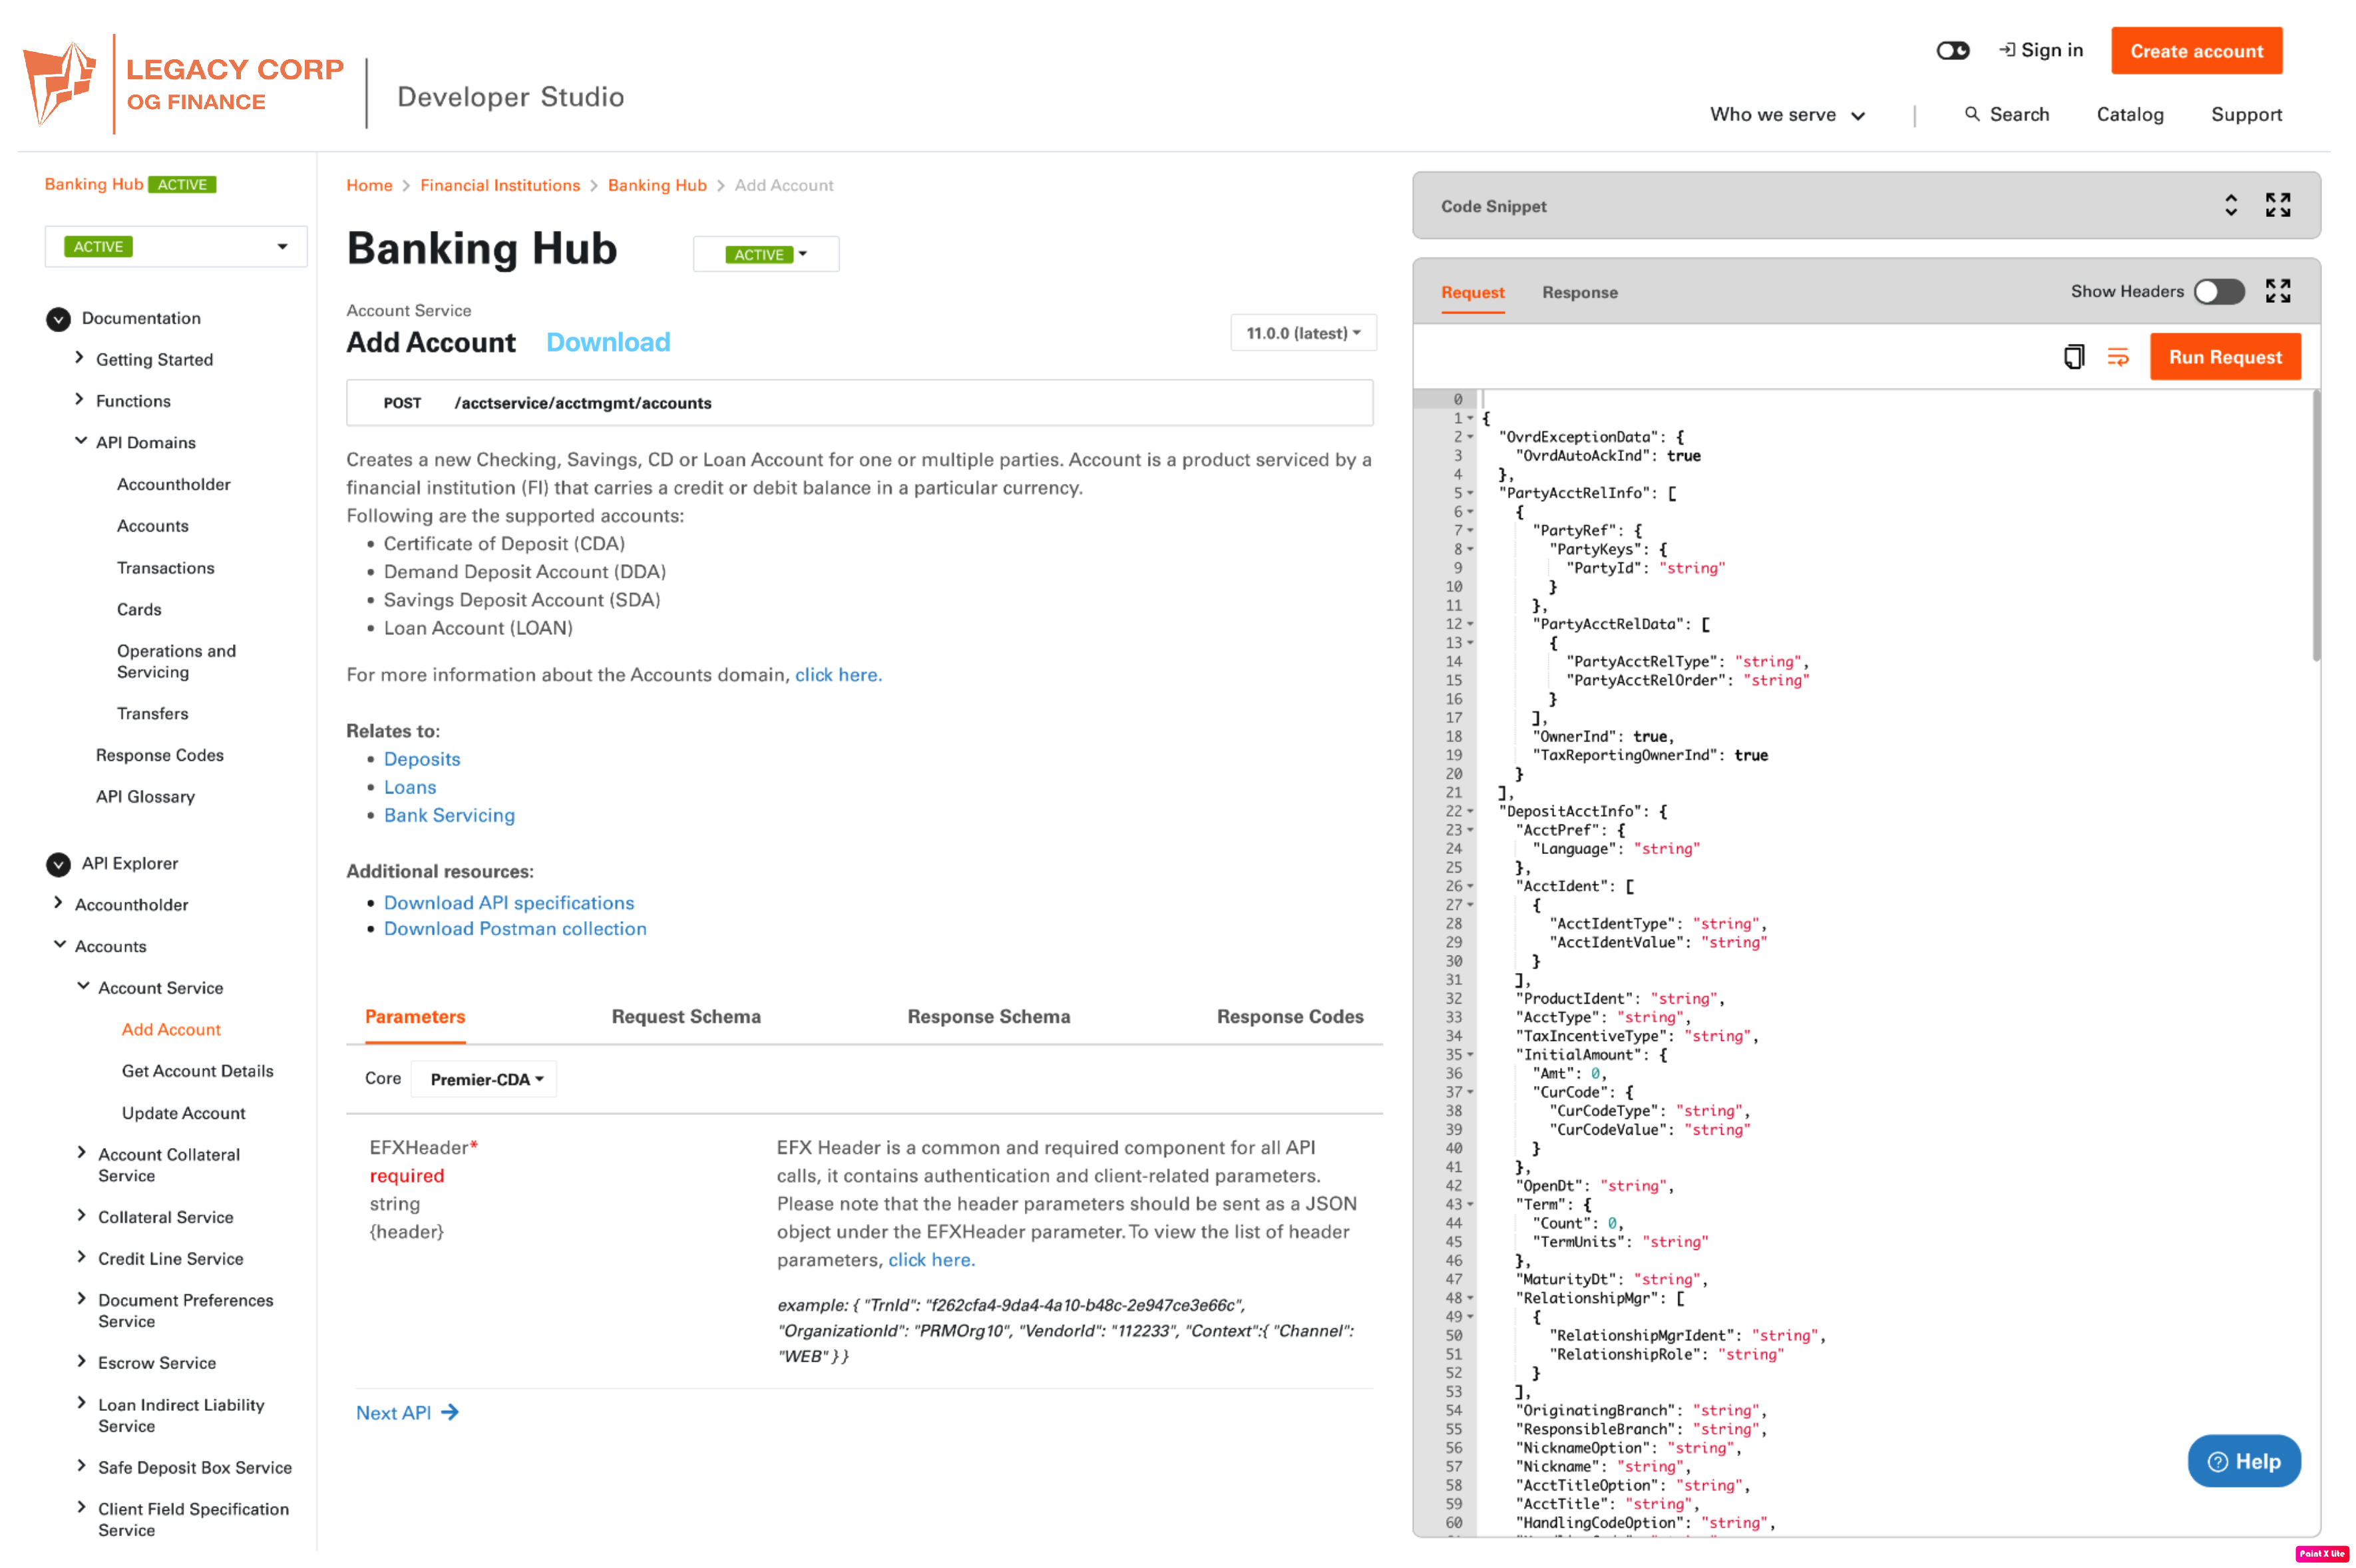 LEGACY CORP
OG FINANCE
Developer Studio
Sign in
Create account
Who we serve
Search
Catalog
Support
Banking Hub ACTIVE
ACTIVE
Documentation
Getting Started
Functions
API Domains
Accountholder
Accounts
Transactions
Cards
Operations and
Servicing
Transfers
Response Codes
API Glossary
API Explorer
Accountholder
Accounts
Account Service
Add Account
Get Account Details
Update Account
Account Collateral
Service
Collateral Service
Credit Line Service
Document Preferences
Service
Escrow Service
Loan Indirect Liability
Service
Safe Deposit Box Service
Client Field Specification
Service
Home > Financial Institutions > Banking Hub > Add Account
Banking Hub ACTIVE
Account Service
Add Account Download
11.0.0 (latest)
POST /acctservice/acctmgmt/accounts
Creates a new Checking, Savings, CD or Loan Account for one or multiple parties. Account is a product serviced by a
financial institution (FI) that carries a credit or debit balance in a particular currency.
Following are the supported accounts:
• Certificate of Deposit (CDA)
• Demand Deposit Account (DDA)
• Savings Deposit Account (SDA)
• Loan Account (LOAN)
For more information about the Accounts domain, click here.
Relates to:
• Deposits
• Loans
• Bank Servicing
Additional resources:
• Download API specifications
• Download Postman collection
Parameters Request Schema Response Schema Response Codes
Core Premier-CDA
EFXHeader*
required
string
{header}
EFX Header is a common and required component for all API
calls, it contains authentication and client-related parameters.
Please note that the header parameters should be sent as a JSON
object under the EFXHeader parameter. To view the list of header
parameters, click here.
example: { "TrnId": "f262cfa4-9da4-4a10-b48c-2e947ce3e66c",
"OrganizationId": "PRMOrg10", "VendorId": "112233", "Context":{ "Channel":
"WEB" } }
Next API →
Code Snippet
Request Response Show Headers
Run Request
0
1 {
2 "OvrdExceptionData": {
3 "OvrdAutoAckInd": true
4 },
5 "PartyAcctRelInfo": [
6 {
7 "PartyRef": {
8 "PartyKeys": {
9 "PartyId": "string"
10 }
11 },
12 "PartyAcctRelData": [
13 {
14 "PartyAcctRelType": "string",
15 "PartyAcctRelOrder": "string"
16 }
17 ],
18 "OwnerInd": true,
19 "TaxReportingOwnerInd": true
20 }
21 ],
22 "DepositAcctInfo": {
23 "AcctPref": {
24 "Language": "string"
25 },
26 "AcctIdent": [
27 {
28 "AcctIdentType": "string",
29 "AcctIdentValue": "string"
30 }
31 ],
32 "ProductIdent": "string",
33 "AcctType": "string",
34 "TaxIncentiveType": "string",
35 "InitialAmount": {
36 "Amt": 0,
37 "CurCode": {
38 "CurCodeType": "string",
39 "CurCodeValue": "string"
40 }
41 },
42 "OpenDt": "string",
43 "Term": {
44 "Count": 0,
45 "TermUnits": "string"
46 },
47 "MaturityDt": "string",
48 "RelationshipMgr": [
49 {
50 "RelationshipMgrIdent": "string",
51 "RelationshipRole": "string"
52 }
53 ],
54 "OriginatingBranch": "string",
55 "ResponsibleBranch": "string",
56 "NicknameOption": "string",
57 "Nickname": "string",
58 "AcctTitleOption": "string",
59 "AcctTitle": "string",
60 "HandlingCodeOption": "string",
Help
Paint X lite